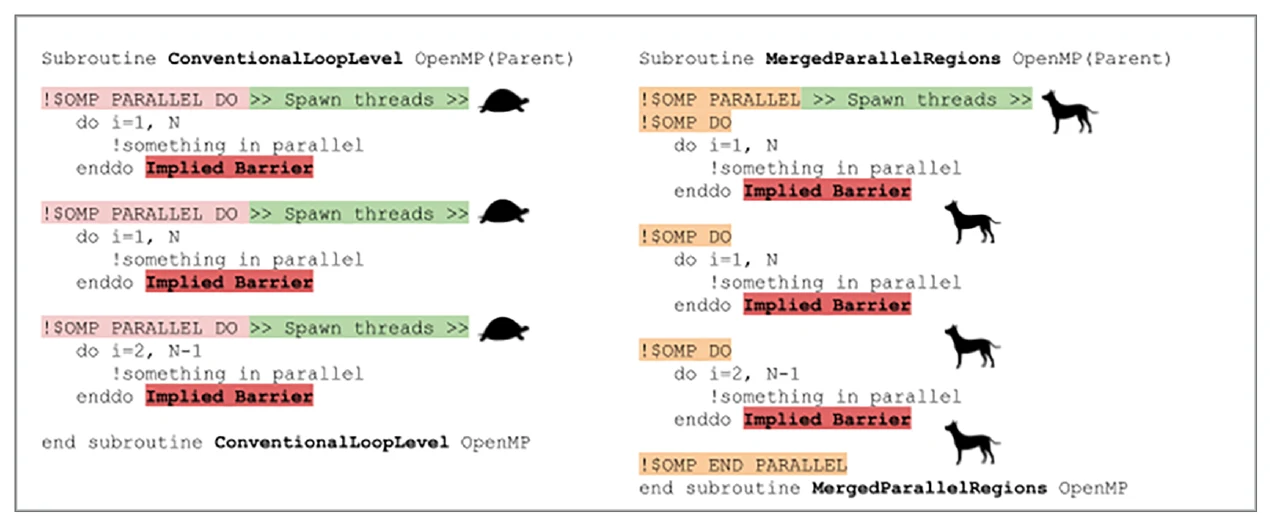 Subroutine ConventionalLoopLevel OpenMP(Parent)
!$OMP PARALLEL DO >> Spawn threads >>
do i=1, N
!something in parallel
enddo Implied Barrier
!$OMP PARALLEL DO >> Spawn threads >>
do i=1, N
!something in parallel
enddo Implied Barrier
!$OMP PARALLEL DO >> Spawn threads >>
do i=2, N-1
!something in parallel
enddo Implied Barrier
end subroutine ConventionalLoopLevel OpenMP
Subroutine MergedParallelRegions OpenMP(Parent)
!$OMP PARALLEL >> Spawn threads >>
!$OMP DO
do i=1, N
!something in parallel
enddo Implied Barrier
!$OMP DO
do i=1, N
!something in parallel
enddo Implied Barrier
!$OMP DO
do i=2, N-1
!something in parallel
enddo Implied Barrier
!$OMP END PARALLEL
end subroutine MergedParallelRegions OpenMP